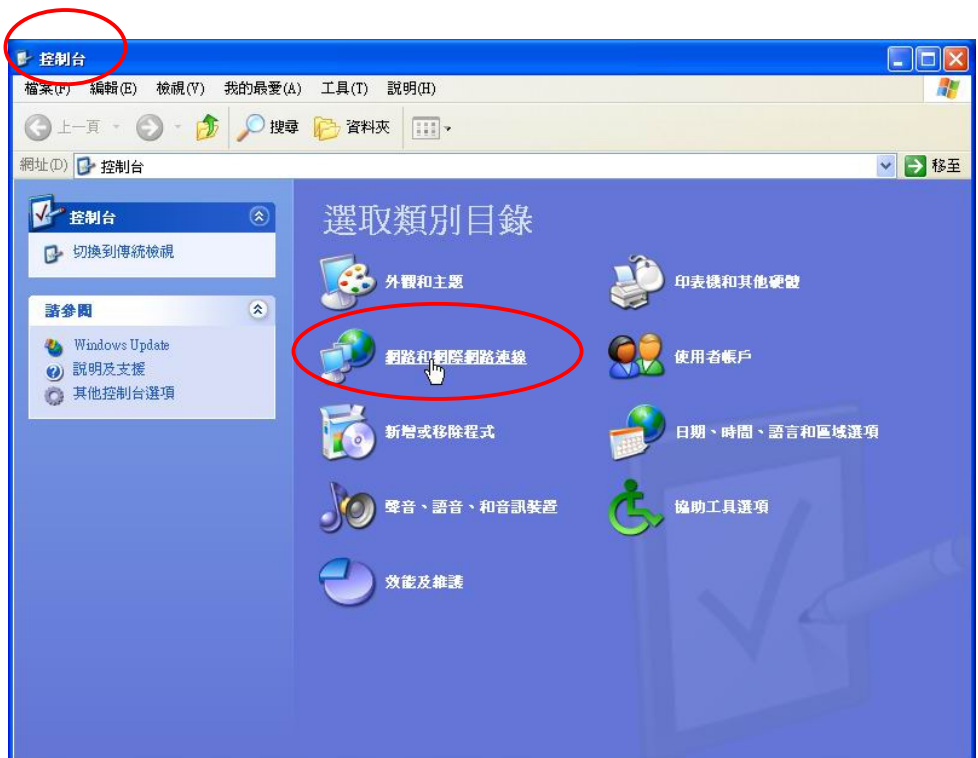 控制台
檔案(F) 編輯(E) 檢視(V) 我的最愛(A) 工具(T) 說明(H)
上一頁 搜尋 資料夾
網址(D) 控制台 移至
控制台
切換到傳統檢視
請參閱
Windows Update
說明及支援
其他控制台選項
選取類別目錄
外觀和主題
印表機和其他硬體
網路和網際網路連線
使用者帳戶
新增或移除程式
日期、時間、語言和區域選項
聲音、語音、和音訊裝置
協助工具選項
效能及維護